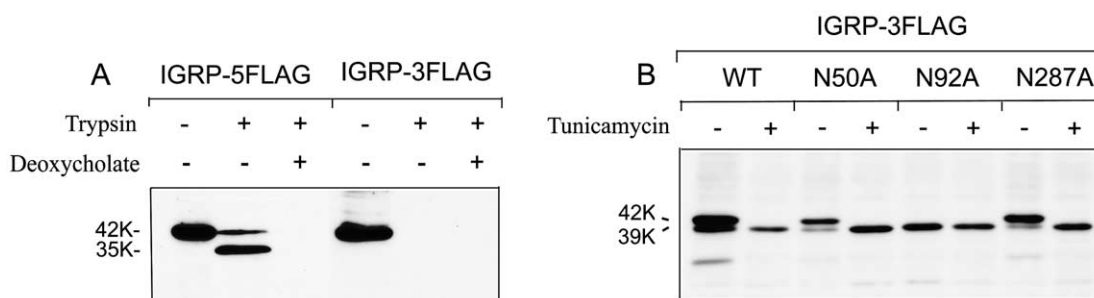 A
IGRP-5FLAG IGRP-3FLAG
Trypsin - + + - + +
Deoxycholate - - + - - +
42K-
35K-
IGRP-3FLAG
B
WT N50A N92A N287A
Tunicamycin - + - + - + - +
42K
39K